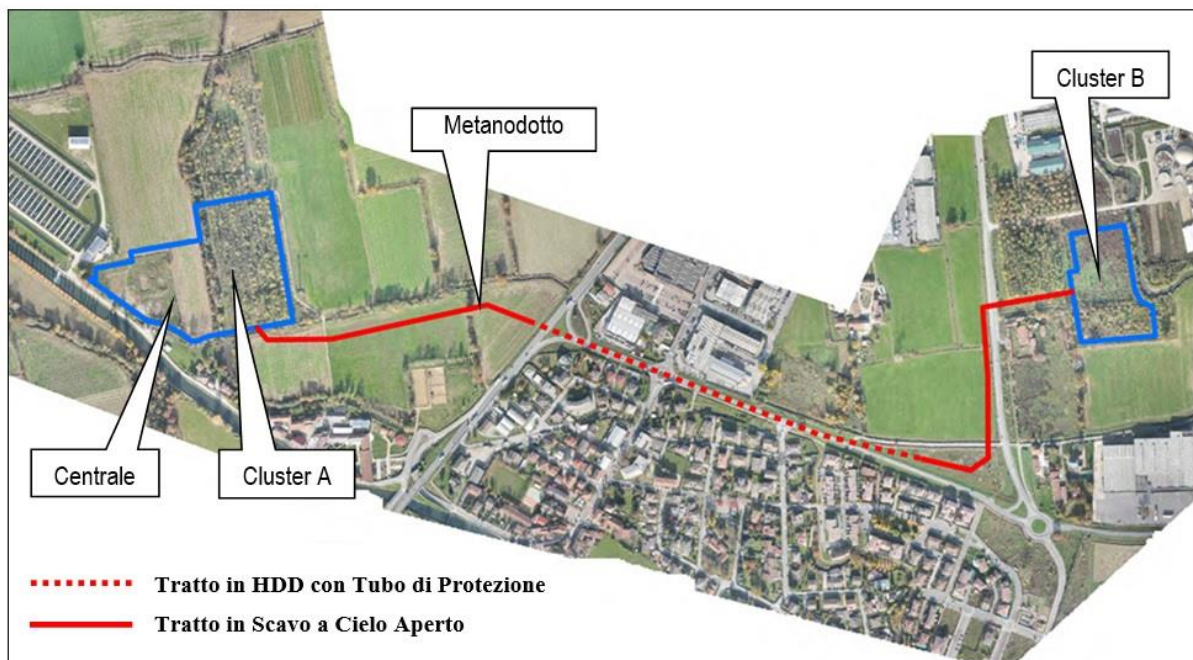 Cluster B
Metanodotto
Centrale
Cluster A
Tratto in HDD con Tubo di Protezione
Tratto in Scavo a Cielo Aperto